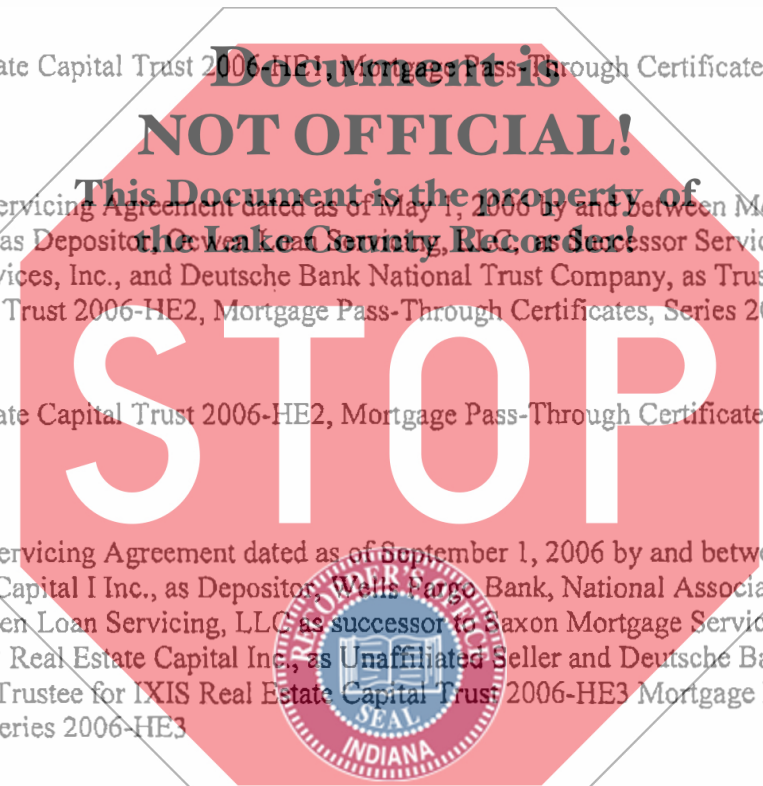 ate Capital Trust 2006-HE1, Mortgage Pass-Through Certificate
Document is
NOT OFFICIAL!
This Document is the property of
the Lake County Recorder!
ervicing Agreement dated as of May 1, 2006 by and between
as Depositor, Ocwen Loan Servicing, LLC, as Successor Servic
vices, Inc., and Deutsche Bank National Trust Company, as Trus
Trust 2006-HE2, Mortgage Pass-Through Certificates, Series 20
STOP
ate Capital Trust 2006-HE2, Mortgage Pass-Through Certificate
ervicing Agreement dated as of September 1, 2006 by and betwe
Capital I Inc., as Depositor, Wells Fargo Bank, National Associa
en Loan Servicing, LLC as successor to Saxon Mortgage Servic
Real Estate Capital Inc., as Unaffiliated Seller and Deutsche Ba
Trustee for IXIS Real Estate Capital Trust 2006-HE3 Mortgage
eries 2006-HE3
RECORDER'S OFFICE
SEAL
INDIANA